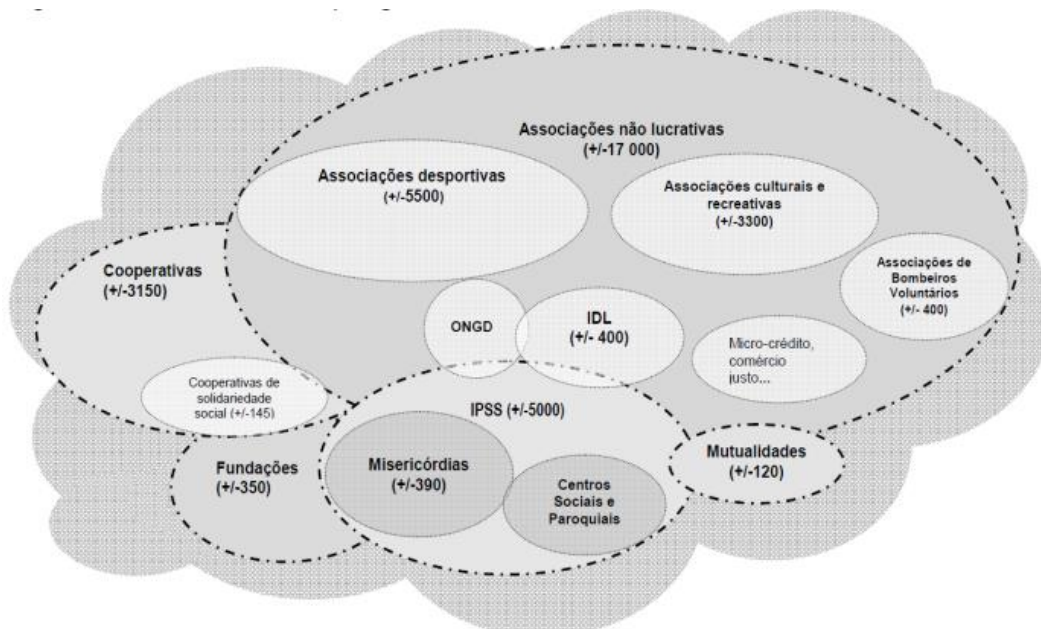 Associações não lucrativas
(+/-17 000)
Associações desportivas
(+/-5500)
Associações culturais e
recreativas
(+/-3300)
Cooperativas
(+/-3150)
Associações de
Bombeiros
Voluntários
(+/- 400)
ONGD
IDL
(+/- 400)
Micro-crédito,
comércio
justo...
Cooperativas de
solidariedade
social (+/-145)
IPSS (+/-5000)
Fundações
(+/-350)
Misericórdias
(+/-390)
Mutualidades
(+/-120)
Centros
Sociais e
Paroquiais